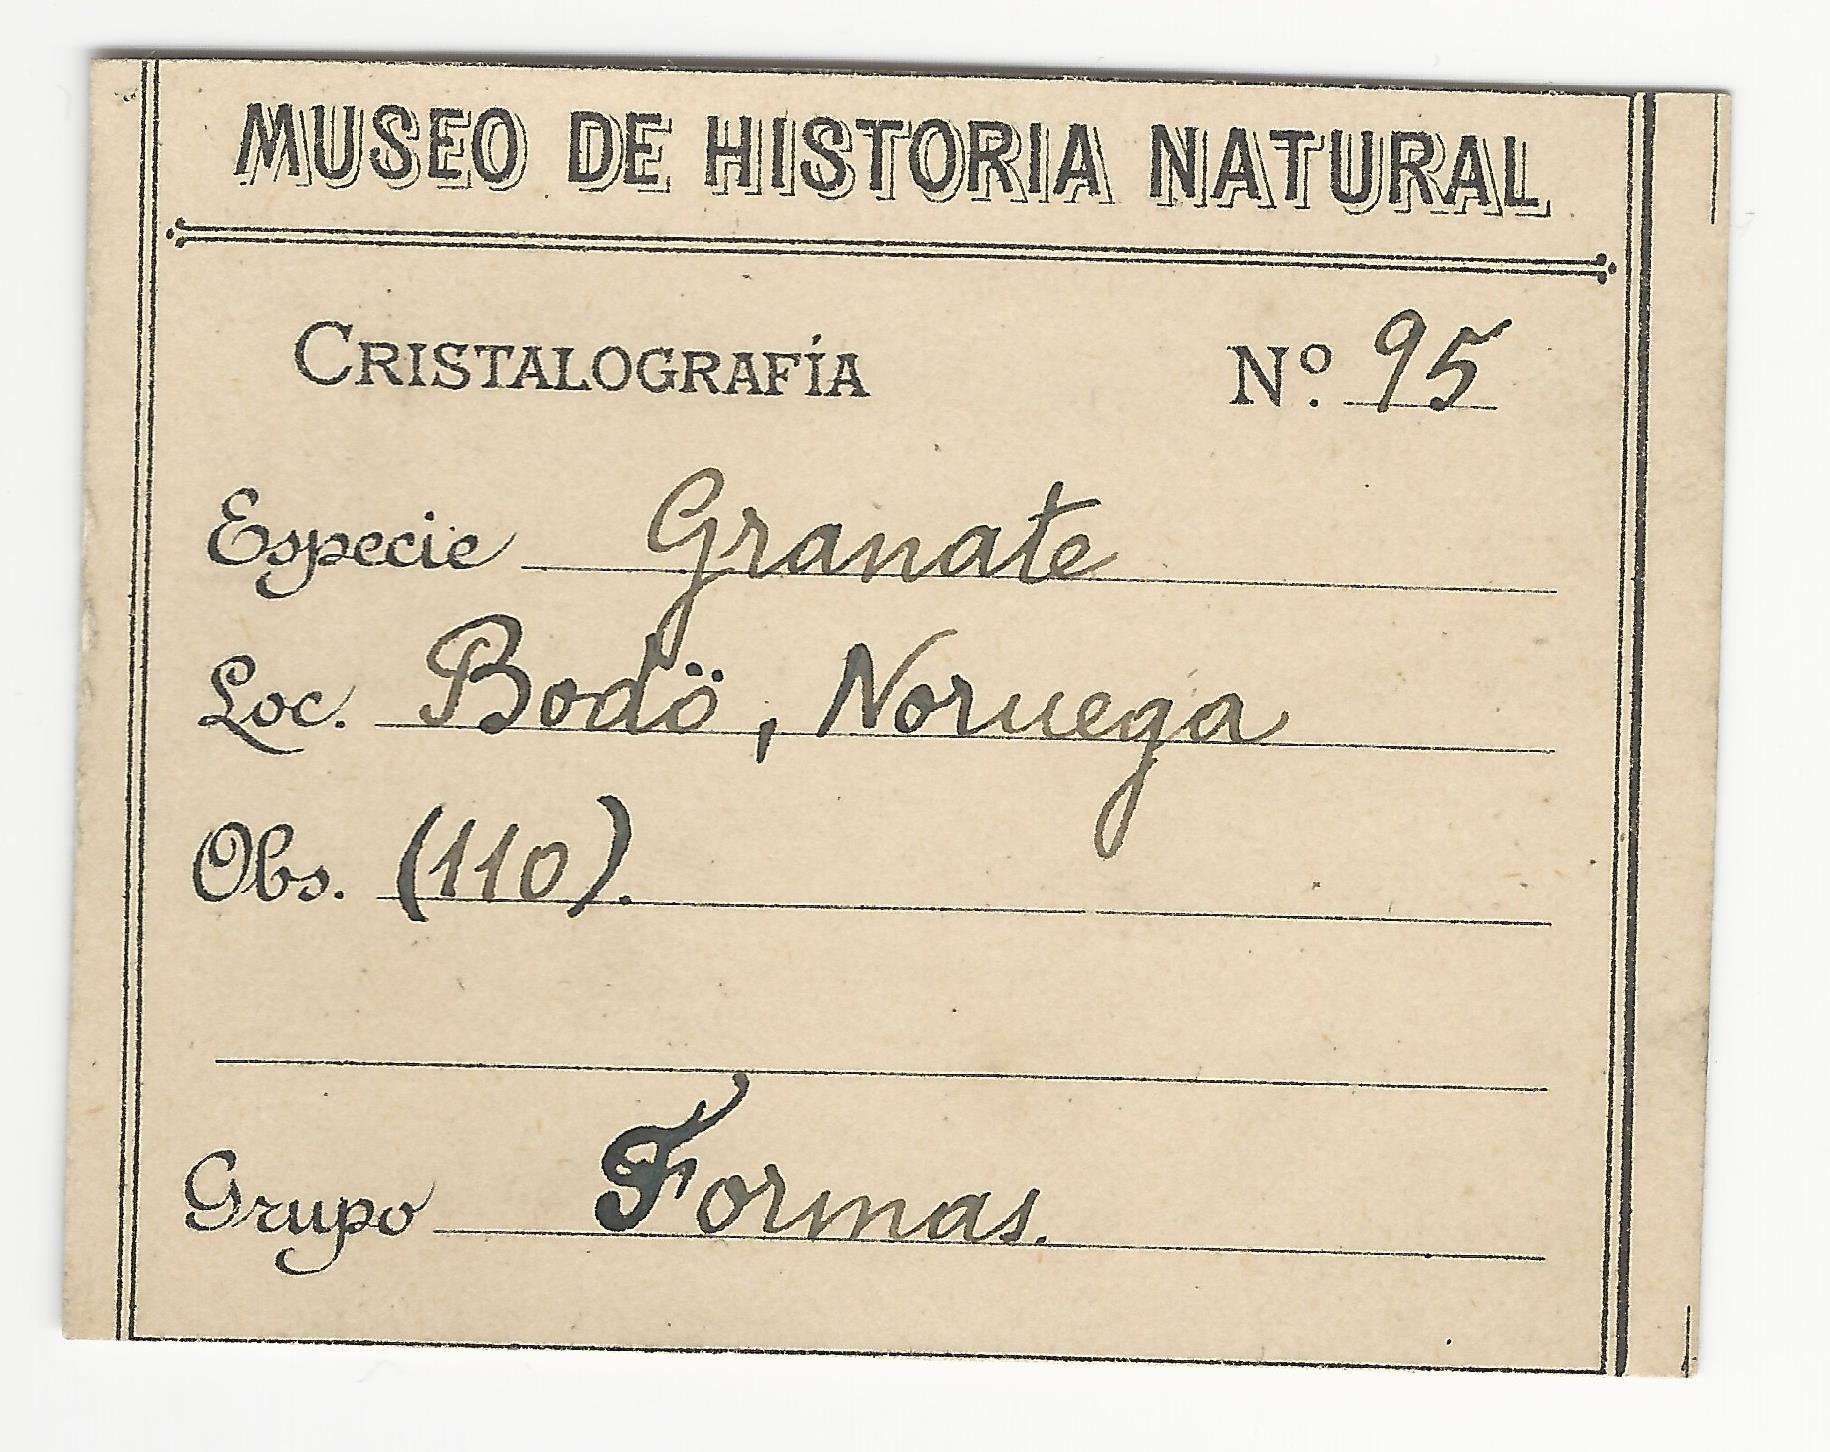 MUSEO DE HISTORIA NATURAL
CRISTALOGRAFÍA Nº. 95
Especie Granate
Loc. Bodö, Noruega
Obs. (110).
Grupo Formas.